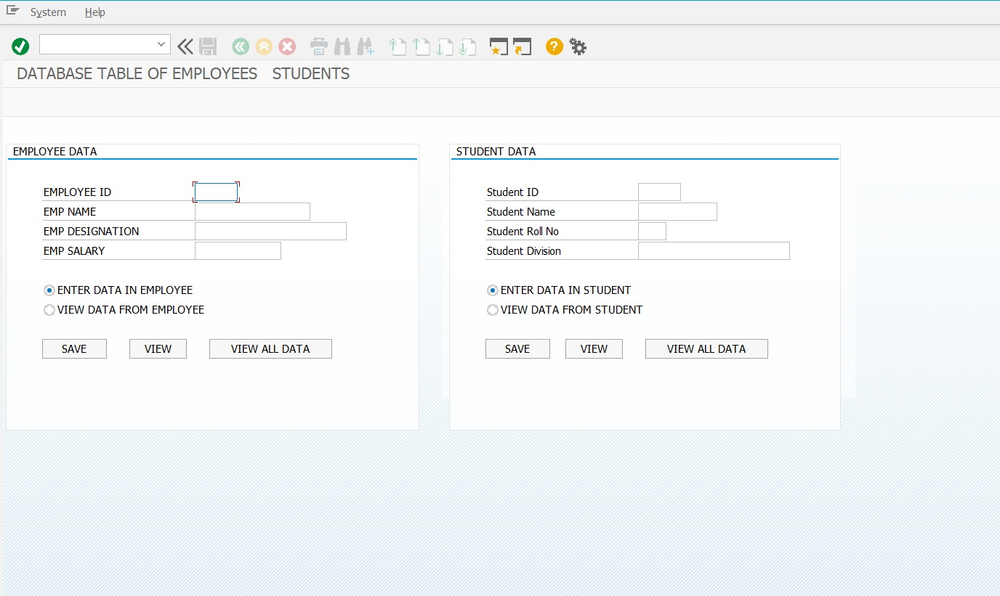 System Help
DATABASE TABLE OF EMPLOYEES STUDENTS
EMPLOYEE DATA
EMPLOYEE ID
EMP NAME
EMP DESIGNATION
EMP SALARY
ENTER DATA IN EMPLOYEE
VIEW DATA FROM EMPLOYEE
SAVE VIEW VIEW ALL DATA
STUDENT DATA
Student ID
Student Name
Student Roll No
Student Division
ENTER DATA IN STUDENT
VIEW DATA FROM STUDENT
SAVE VIEW VIEW ALL DATA